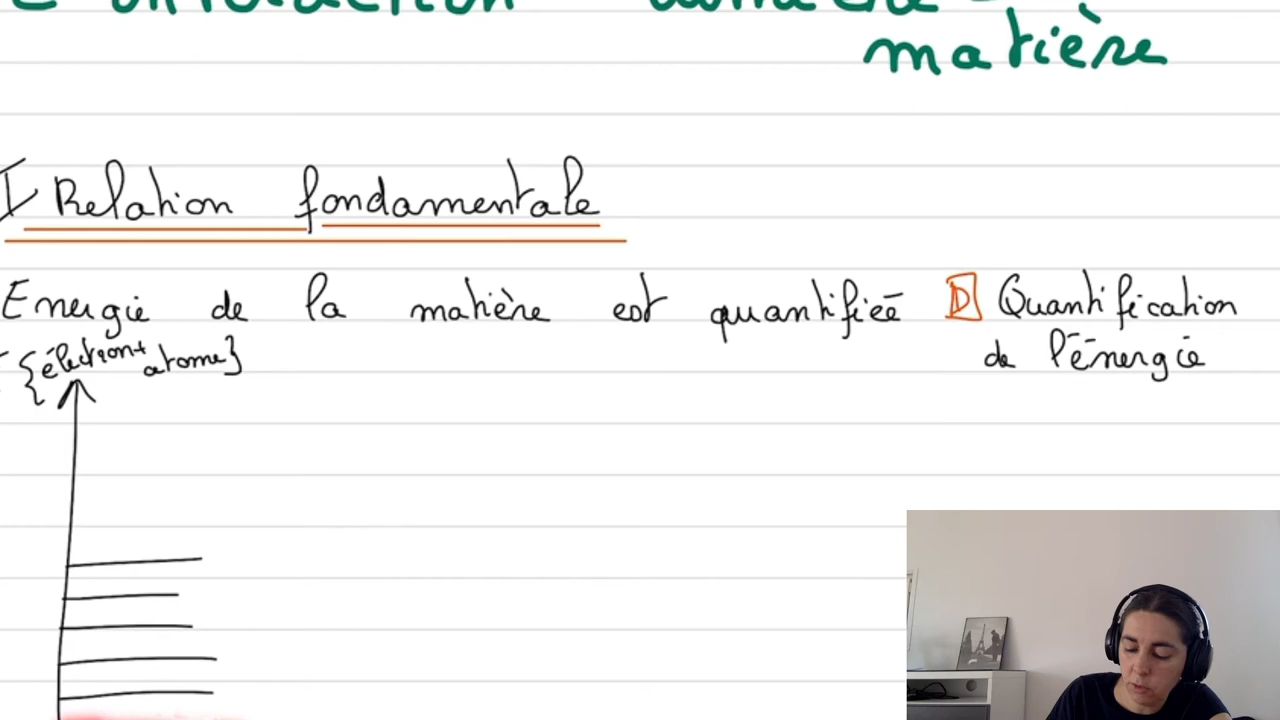 matière
I Relation fondamentale
Energie de la matière est quantifiée D Quantification
de l'énergie
{électron+
atome}